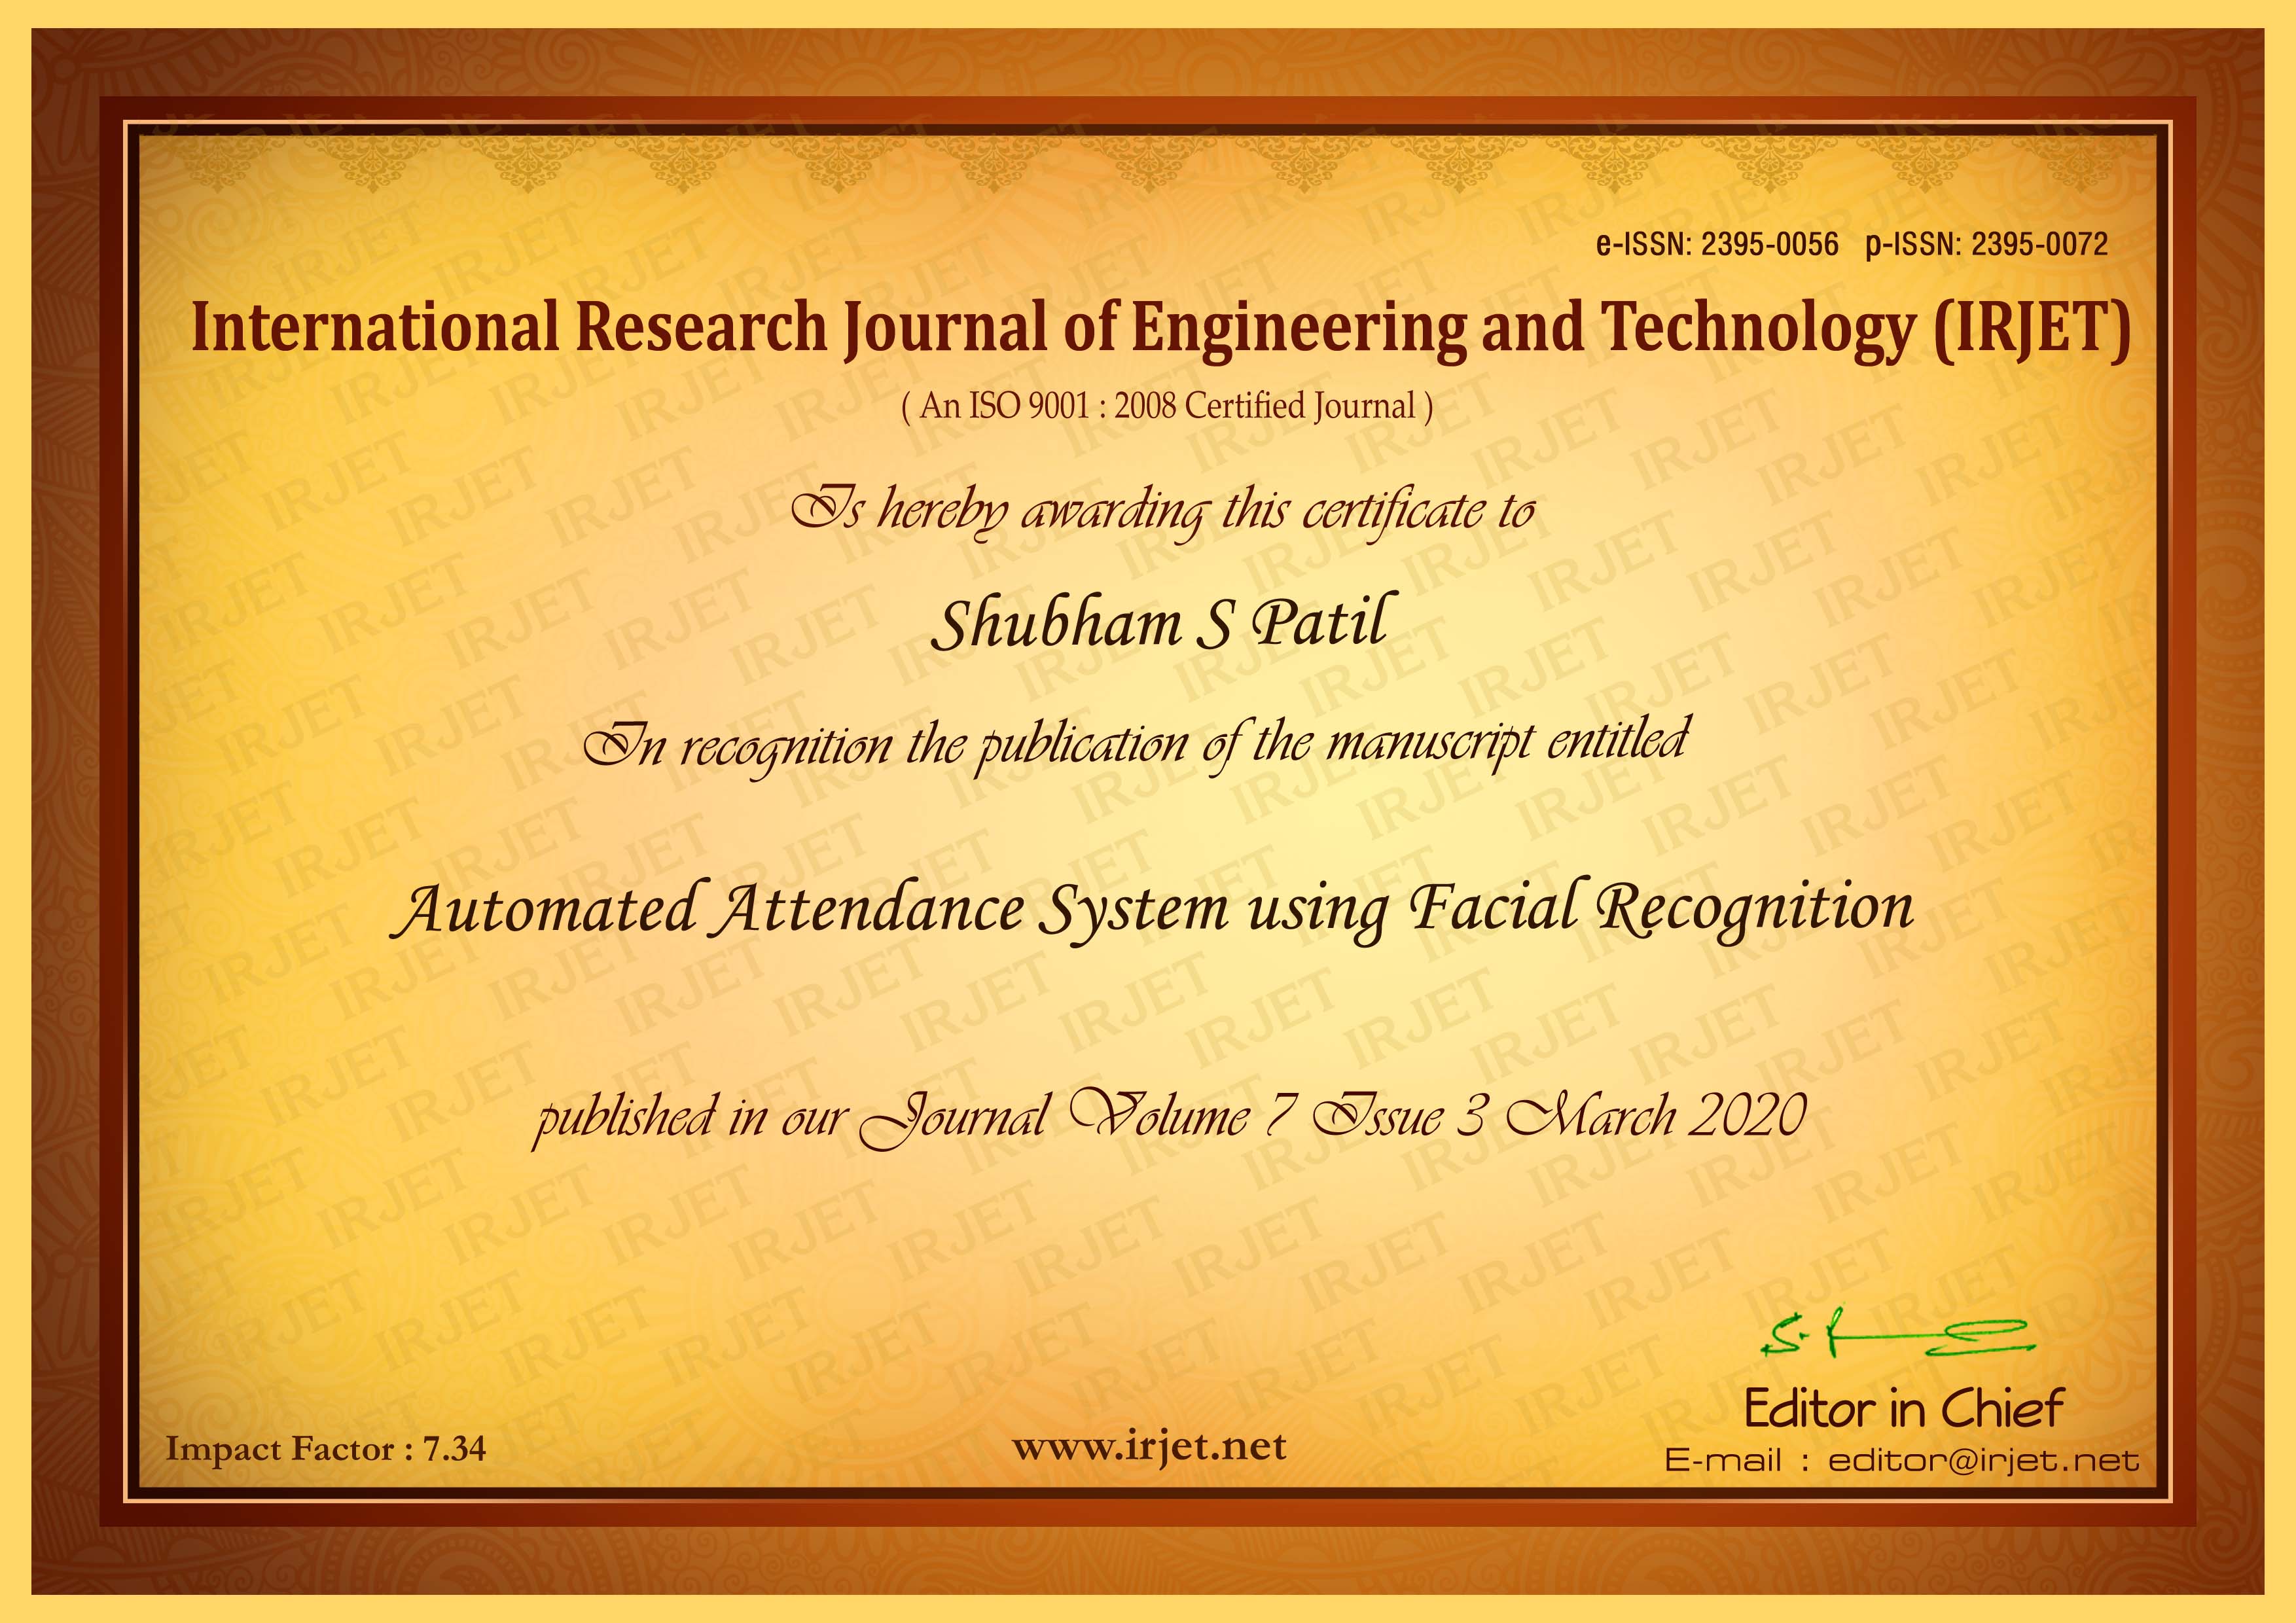 e-ISSN: 2395-0056 p-ISSN: 2395-0072
International Research Journal of Engineering and Technology (IRJET)
( An ISO 9001 : 2008 Certified Journal )
Is hereby awarding this certificate to
Shubham S Patil
In recognition the publication of the manuscript entitled
Automated Attendance System using Facial Recognition
published in our Journal Volume 7 Issue 3 March 2020
Editor in Chief
Impact Factor : 7.34
www.irjet.net
E-mail : editor@irjet.net